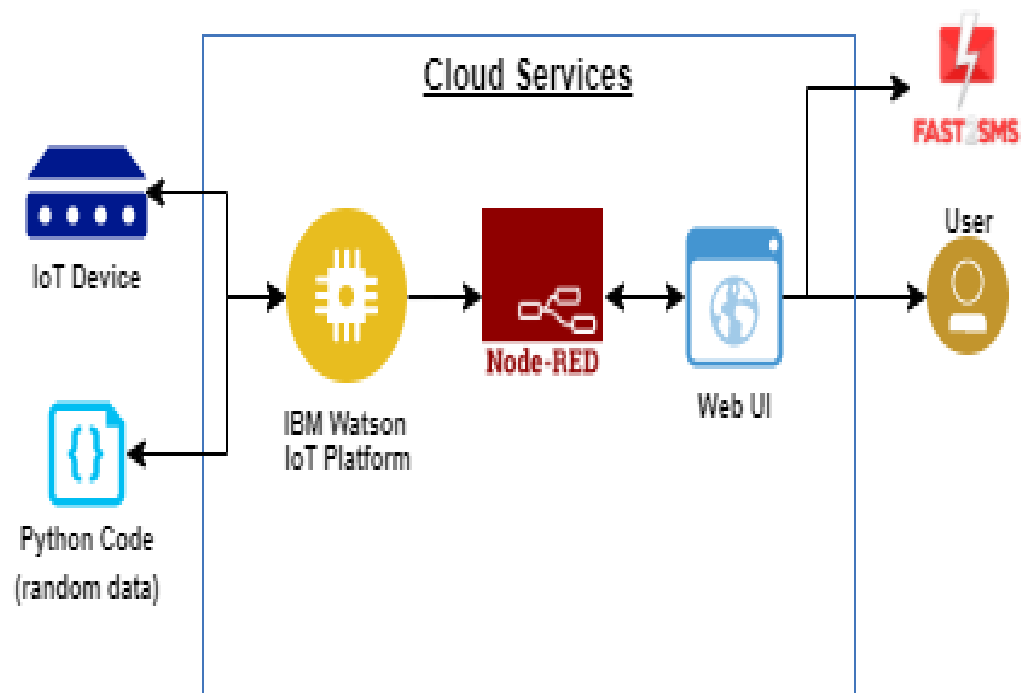 Cloud Services
FAST2SMS
User
IoT Device
Node-RED
Web UI
IBM Watson
IoT Platform
Python Code
(random data)